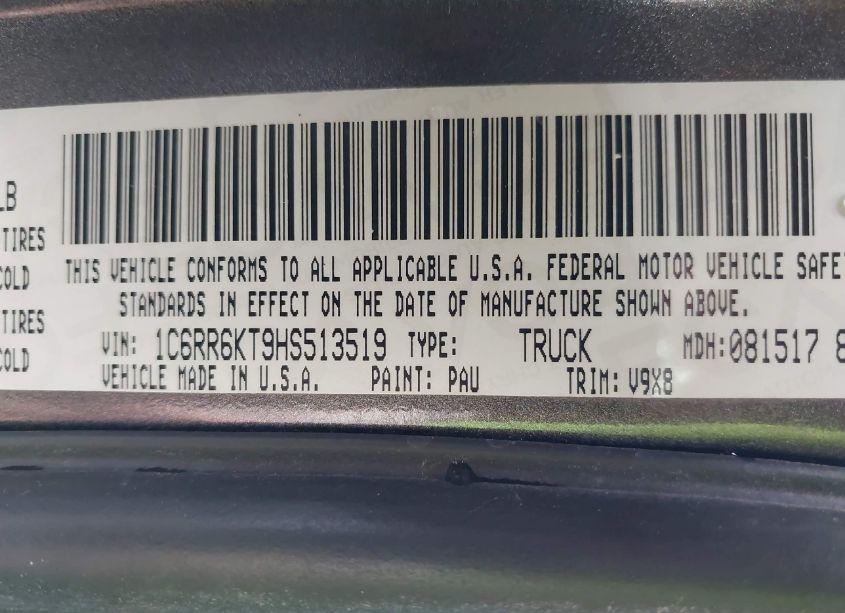 LB
TIRES
COLD
TIRES
COLD
THIS VEHICLE CONFORMS TO ALL APPLICABLE U.S.A. FEDERAL MOTOR VEHICLE SAFE
STANDARDS IN EFFECT ON THE DATE OF MANUFACTURE SHOWN ABOVE.
VIN: 1C6RR6KT9HS513519 TYPE: TRUCK MDH:081517 8
VEHICLE MADE IN U.S.A. PAINT: PAU TRIM: V9X8